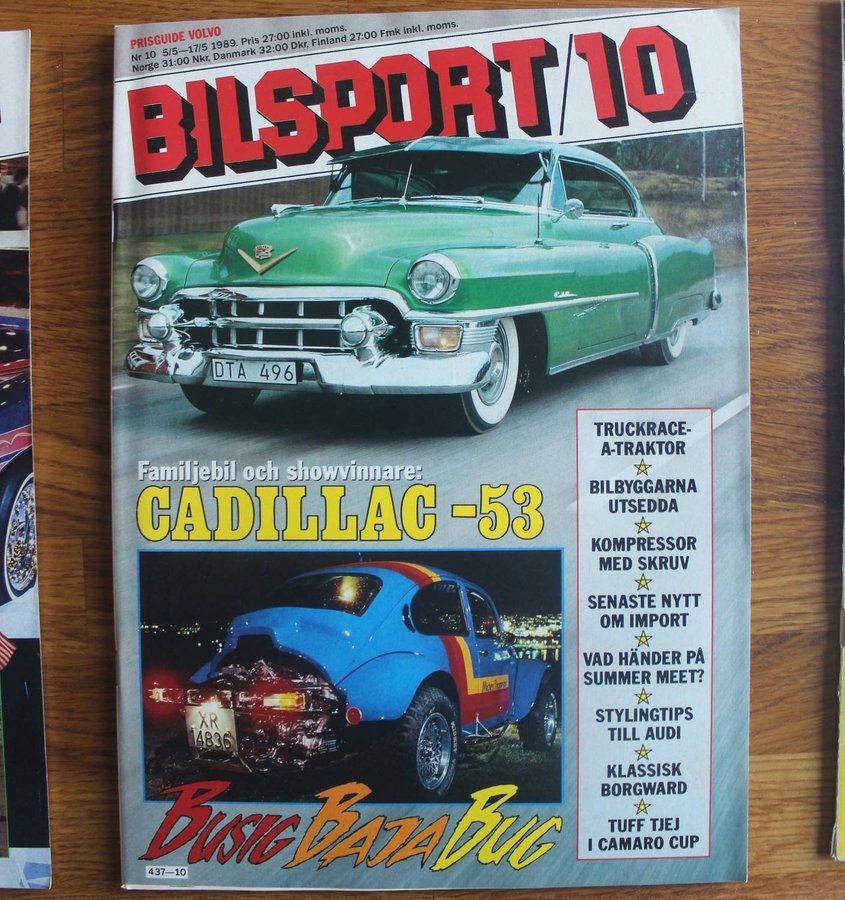 PRISGUIDE VOLVO
Nr 10 5/5—17/5 1989. Pris 27:00 inkl. moms.
Norge 31:00 Nkr, Danmark 32:00 Dkr, Finland 27:00 Fmk inkl. moms.
BILSPORT/10
DTA 496
Familjebil och showvinnare:
CADILLAC -53
TRUCKRACE-
A-TRAKTOR
BILBYGGARNA
UTSEDDA
KOMPRESSOR
MED SKRUV
SENASTE NYTT
OM IMPORT
VAD HÄNDER PÅ
SUMMER MEET?
STYLINGTIPS
TILL AUDI
KLASSISK
BORGWARD
TUFF TJEJ
I CAMARO CUP
Mickey Thompson
XR
14836
BUSIG BAJA BUG
437—10